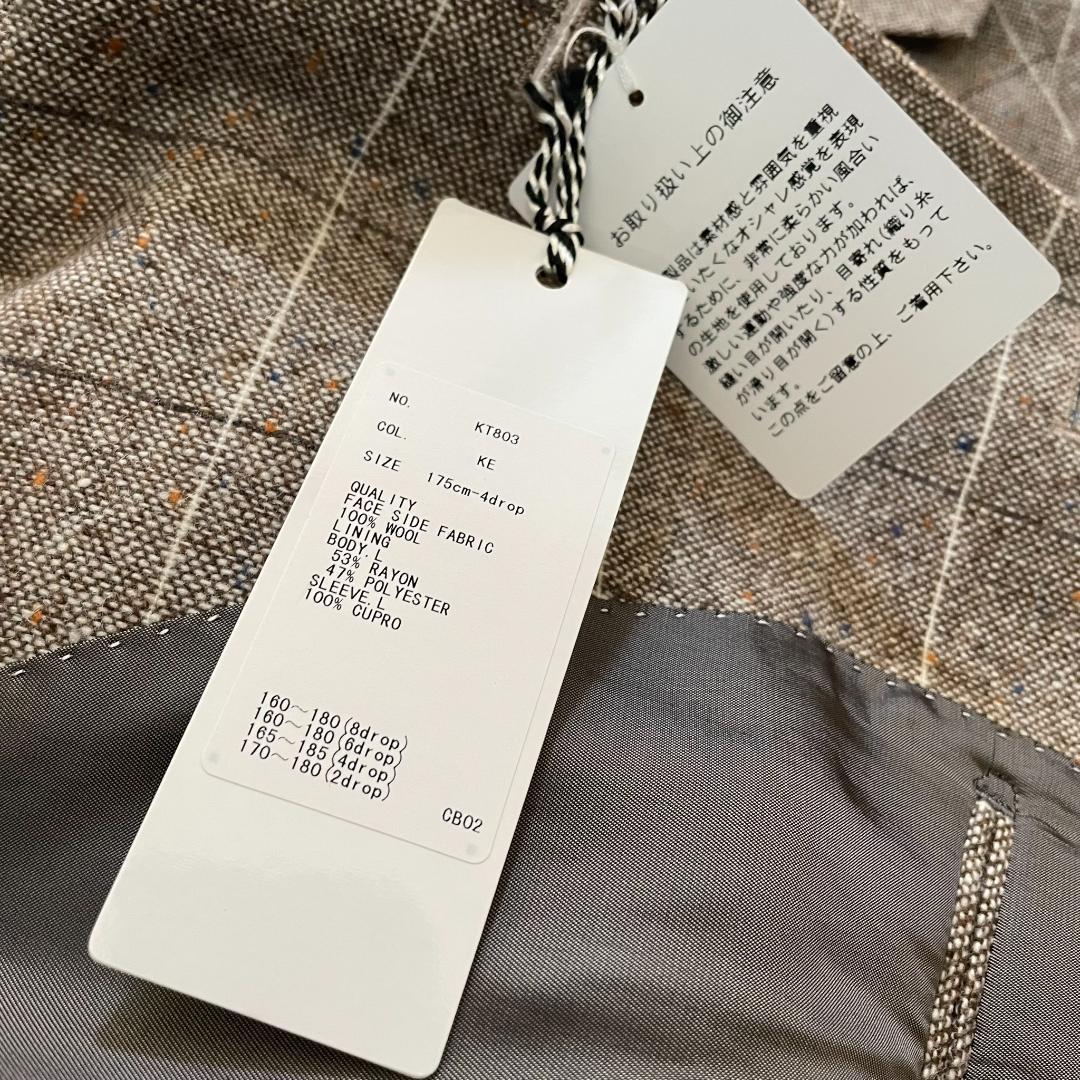 NO. KT803
COL. KE
SIZE 175cm-4drop
QUALITY
FACE SIDE FABRIC
100% WOOL
LINING
BODY.L
53% RAYON
47% POLYESTER
SLEEVE.L
100% CUPRO
160～180(8drop)
160～180(6drop)
165～185(4drop)
170～180(2drop)
CB02
お取り扱い上の御注意
製品は素材感と雰囲気を重視
いたくなオシャレ感覚を表現
するために、非常に柔らかい風合い
の生地を使用しております。
激しい運動や強度な力が加われば、
縫い目が開いたり、目寄れ(織り糸
が滑り目が開く)する性質をもって
います。
この点をご留意の上、ご着用下さい。